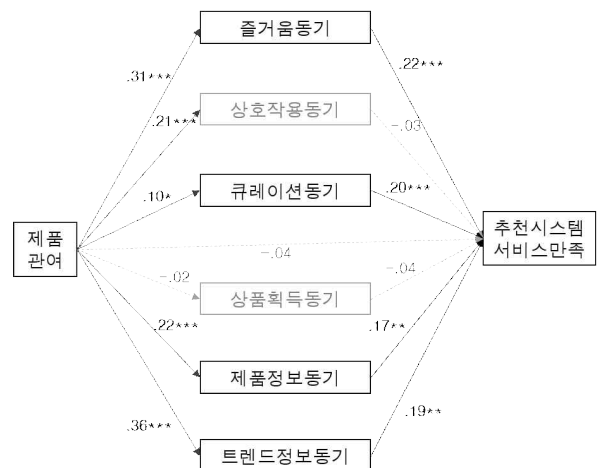 즐거움동기
.31***
.22***
상호작용동기
.21***
-.03
큐레이션동기
.10*
.20***
제품
관여
추천시스템
서비스만족
-.04
-.02
-.04
상품획득동기
.22***
.17**
제품정보동기
.36***
.19**
트렌드정보동기